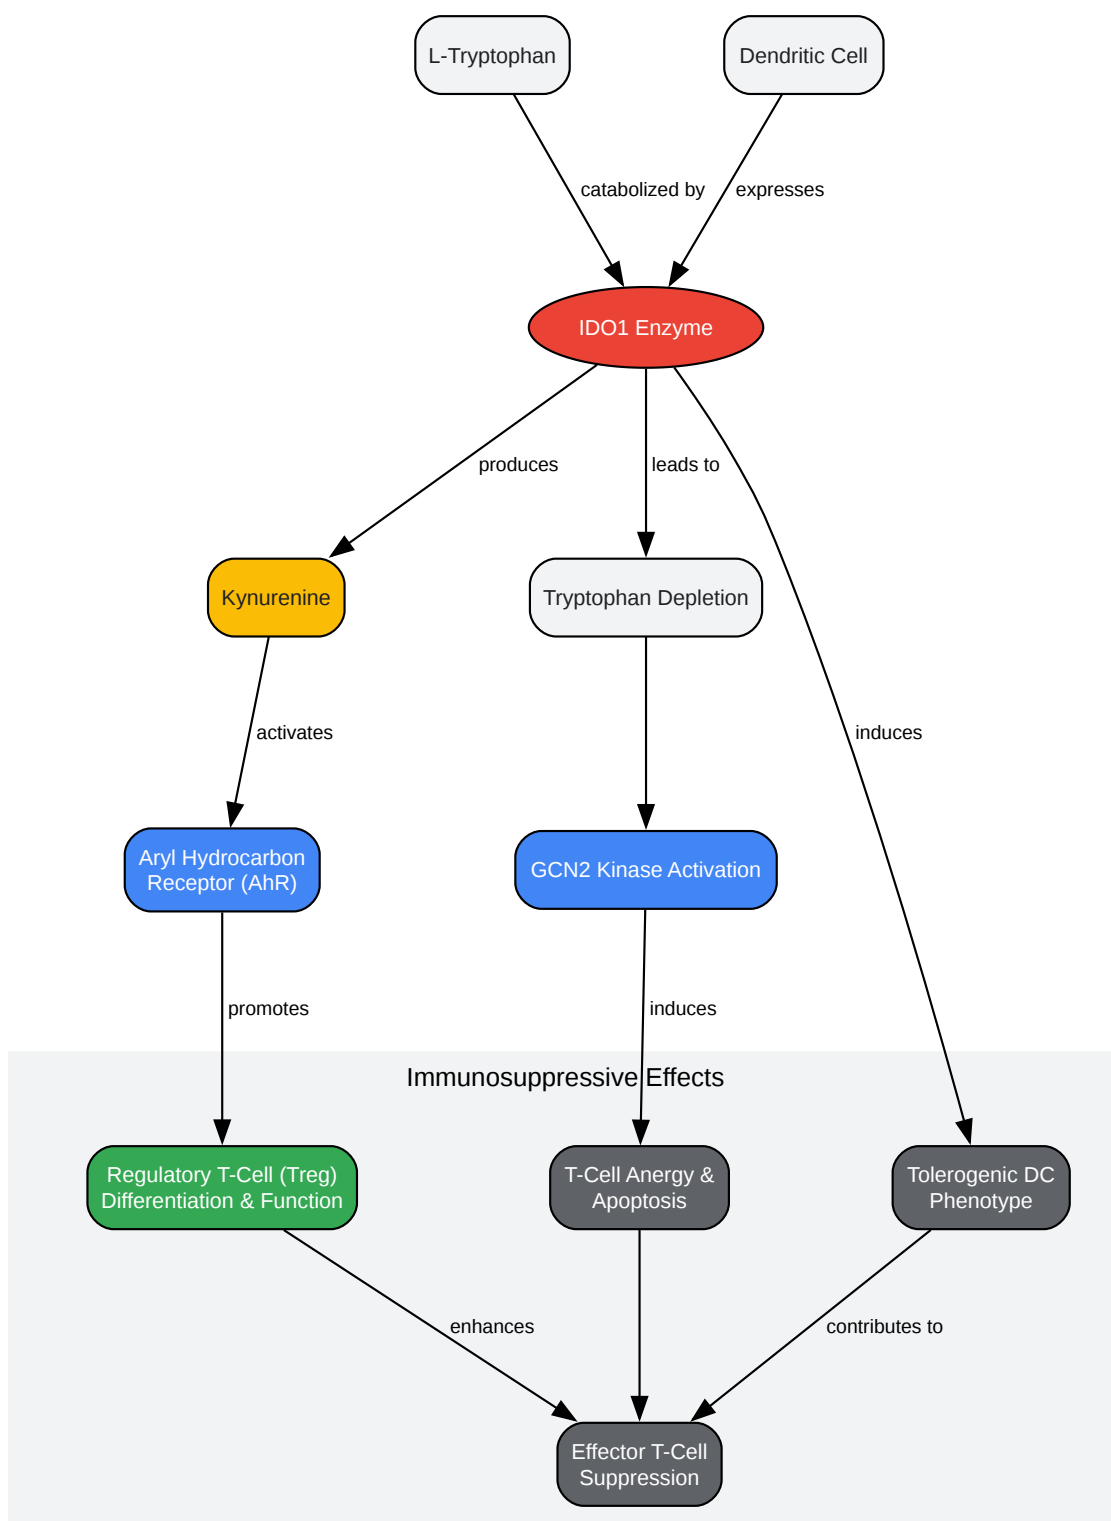 L-Tryptophan
Dendritic Cell
catabolized by
expresses
IDO1 Enzyme
produces
leads to
Kynurenine
Tryptophan Depletion
activates
induces
Aryl Hydrocarbon
Receptor (AhR)
GCN2 Kinase Activation
promotes
induces
Immunosuppressive Effects
Regulatory T-Cell (Treg)
Differentiation & Function
T-Cell Anergy &
Apoptosis
Tolerogenic DC
Phenotype
enhances
contributes to
Effector T-Cell
Suppression